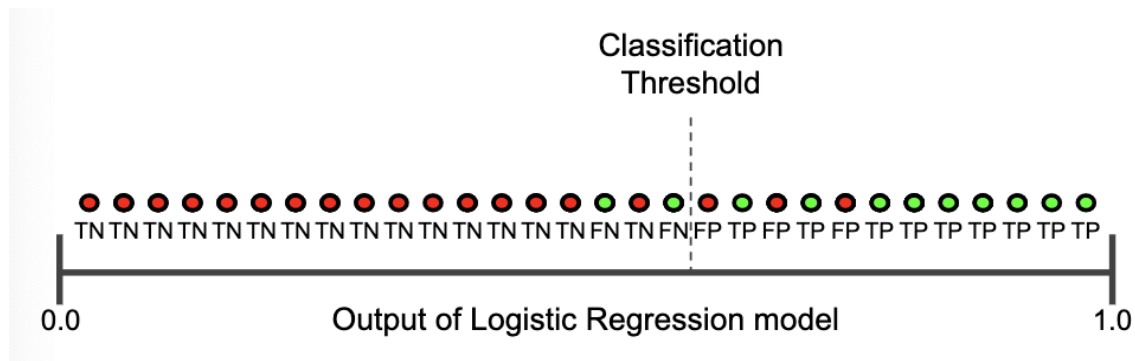 Classification
Threshold
TN TN TN TN TN TN TN TN TN TN TN TN TN TN TN FN TN FN FP TP FP TP FP TP TP TP TP TP TP TP
0.0 Output of Logistic Regression model 1.0